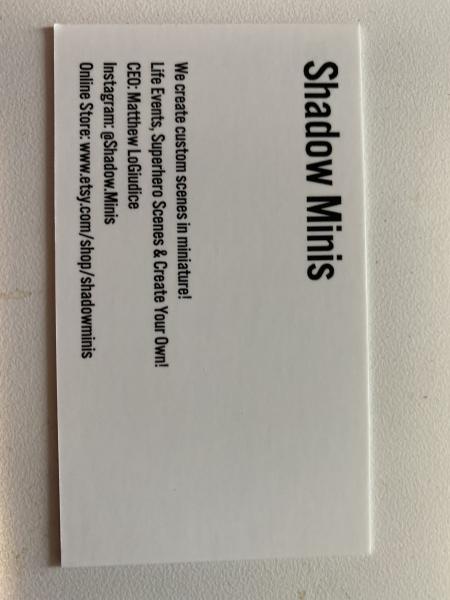 Shadow Minis
We create custom scenes in miniature!
Life Events, Superhero Scenes & Create Your Own!
CEO: Matthew LoGiudice
Instagram: @Shadow.Minis
Online Store: www.etsy.com/shop/shadowminis